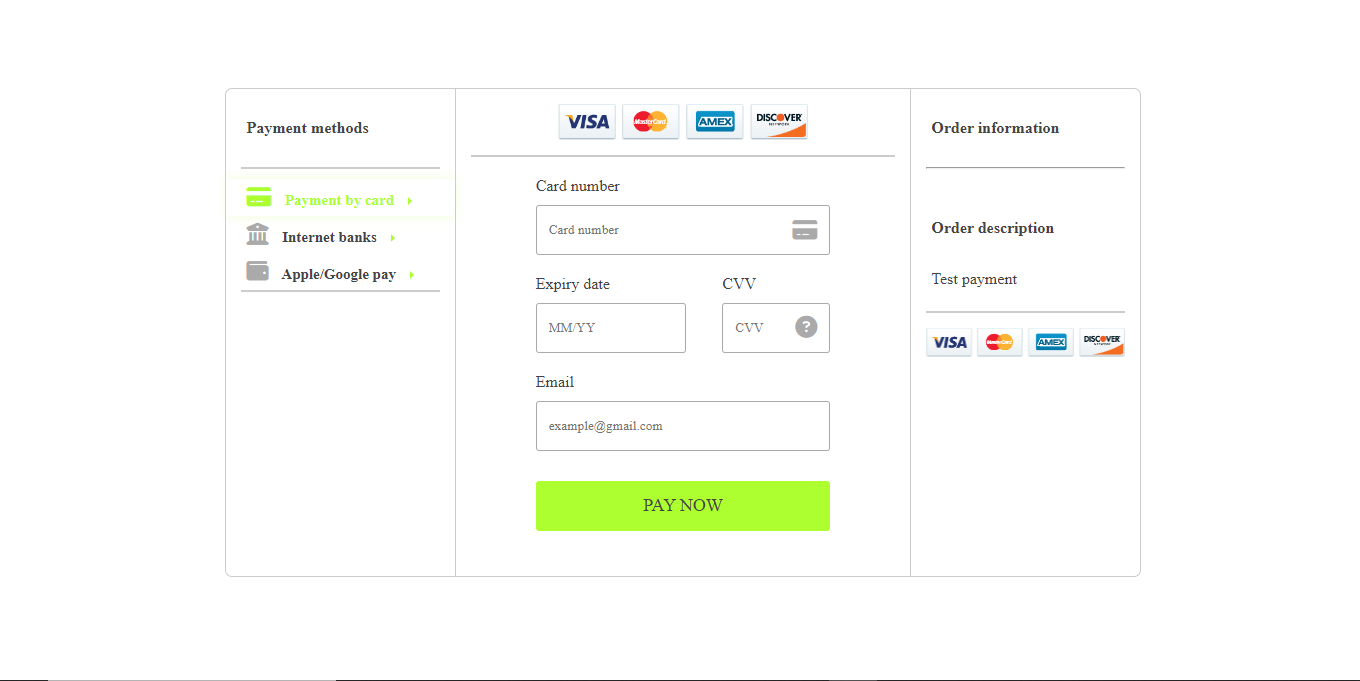 Payment methods
Payment by card
Internet banks
Apple/Google pay
VISA MasterCard AMEX DISCOVER NETWORK
Card number
Card number
Expiry date CVV
MM/YY CVV ?
Email
example@gmail.com
PAY NOW
Order information
Order description
Test payment
VISA MasterCard AMEX DISCOVER NETWORK